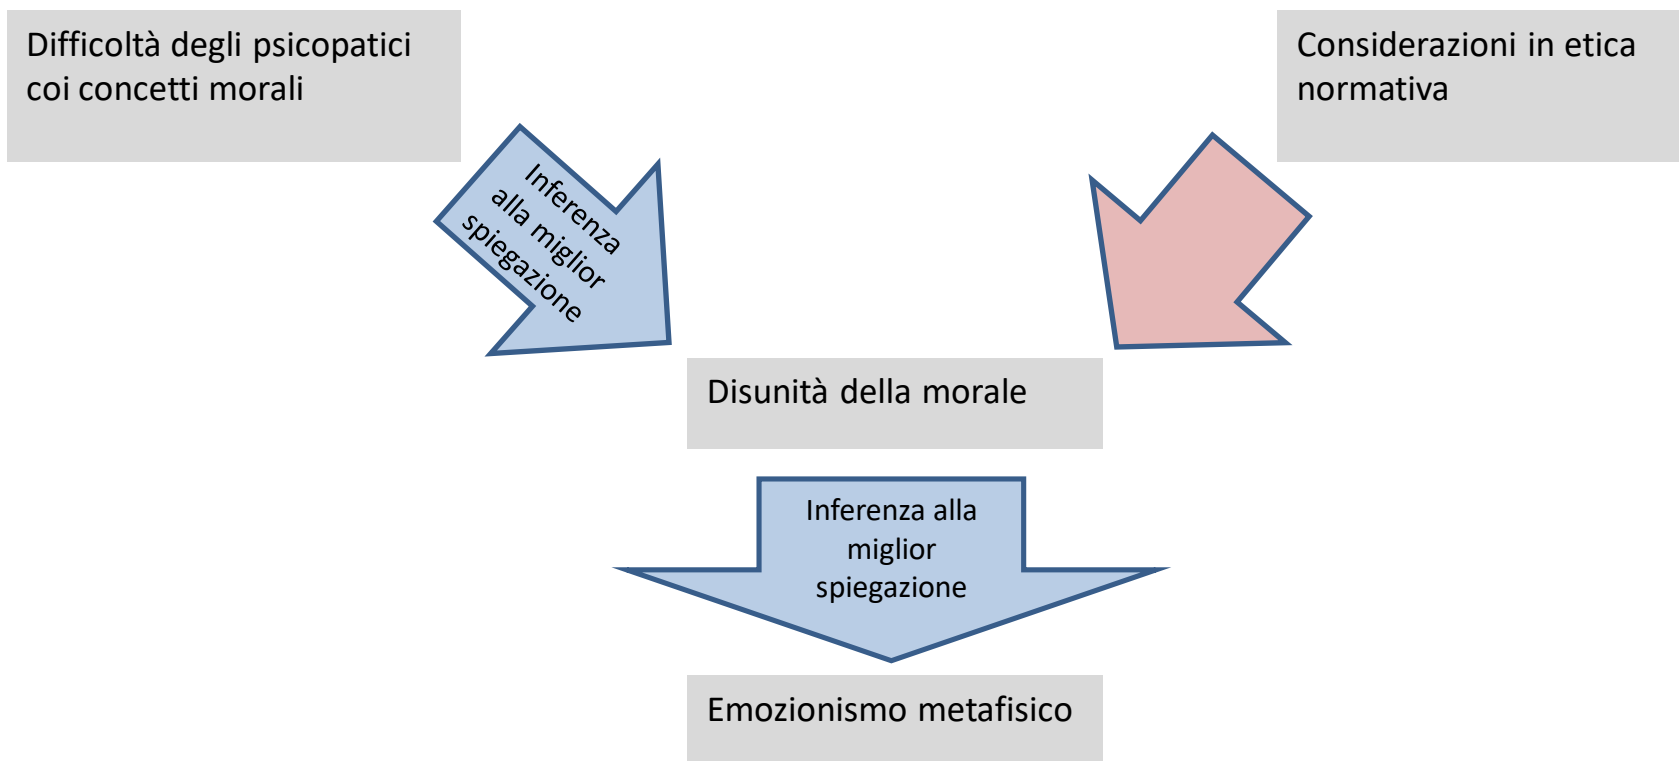 Difficoltà degli psicopatici
coi concetti morali
Considerazioni in etica
normativa
Inferenza
alla miglior
spiegazione
Disunità della morale
Inferenza alla
miglior
spiegazione
Emozionismo metafisico